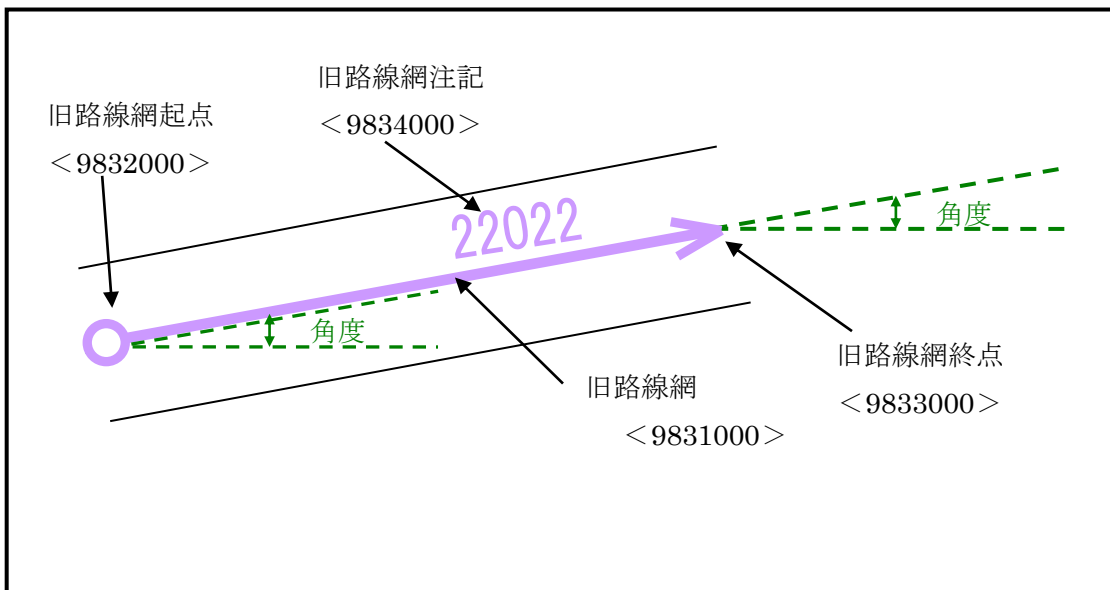 旧路線網注記
＜9834000＞
旧路線網起点
＜9832000＞
22022
角度
角度
旧路線網終点
＜9833000＞
旧路線網
＜9831000＞